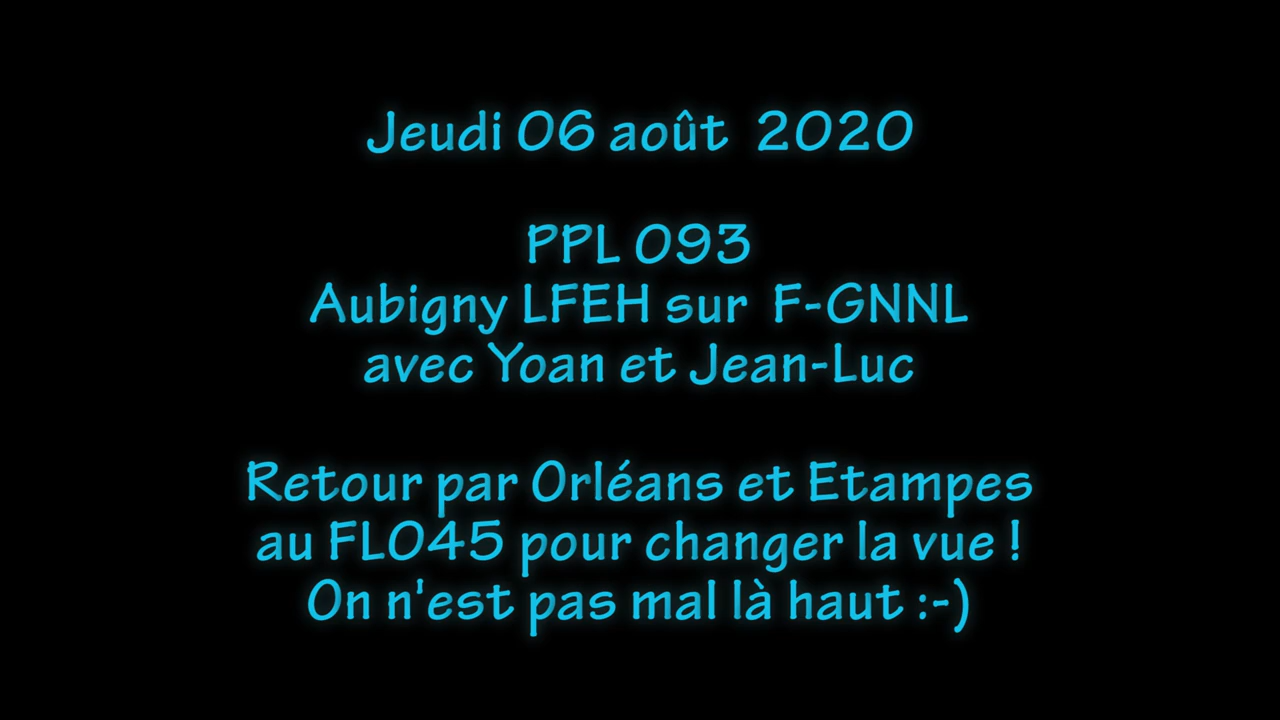 Jeudi 06 août 2020
PPL 093
Aubigny LFEH sur F-GNNL
avec Yoan et Jean-Luc
Retour par Orléans et Etampes
au FL045 pour changer la vue !
On n'est pas mal là haut :-)